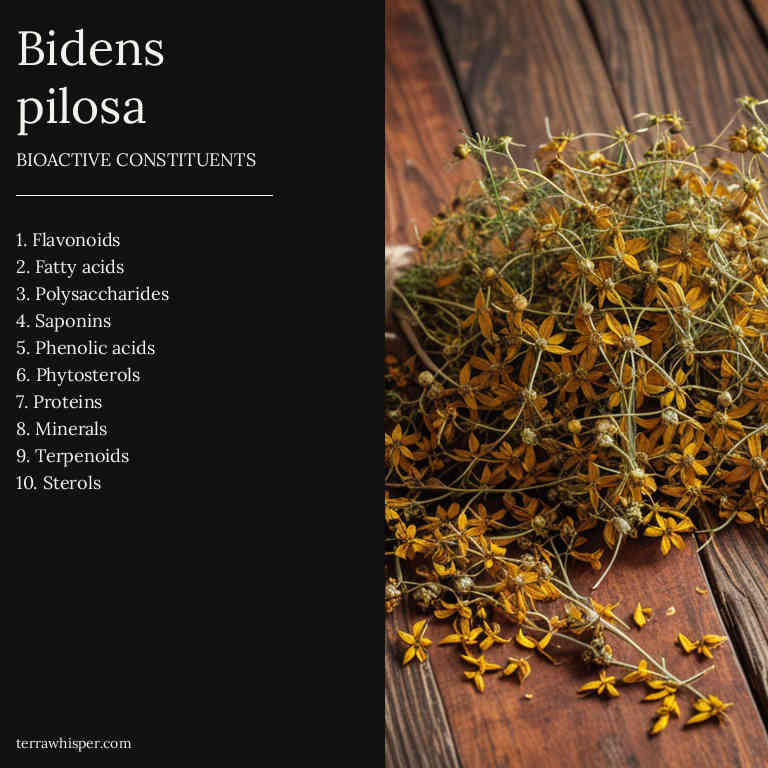 Bidens
pilosa
BIOACTIVE CONSTITUENTS
1. Flavonoids
2. Fatty acids
3. Polysaccharides
4. Saponins
5. Phenolic acids
6. Phytosterols
7. Proteins
8. Minerals
9. Terpenoids
10. Sterols
terrawhisper.com